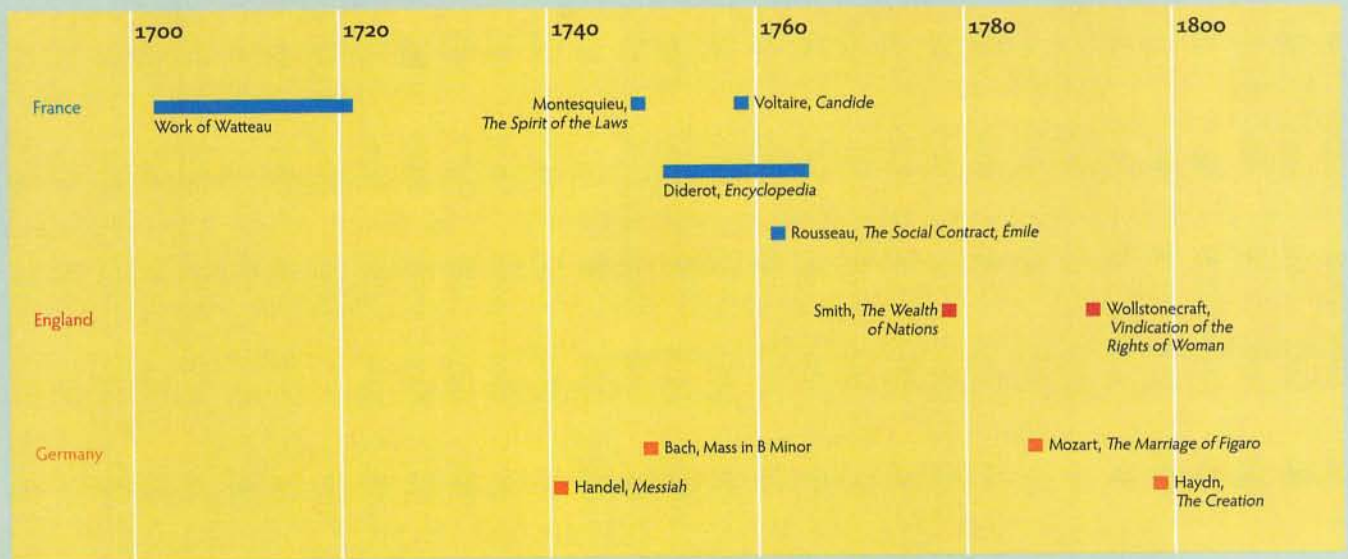 1700
1720
1740
1760
1780
1800
France
Work of Watteau
Montesquieu,
The Spirit of the Laws
Voltaire, Candide
Diderot, Encyclopedia
Rousseau, The Social Contract, Émile
England
Smith, The Wealth
of Nations
Wollstonecraft,
Vindication of the
Rights of Woman
Germany
Bach, Mass in B Minor
Handel, Messiah
Mozart, The Marriage of Figaro
Haydn,
The Creation